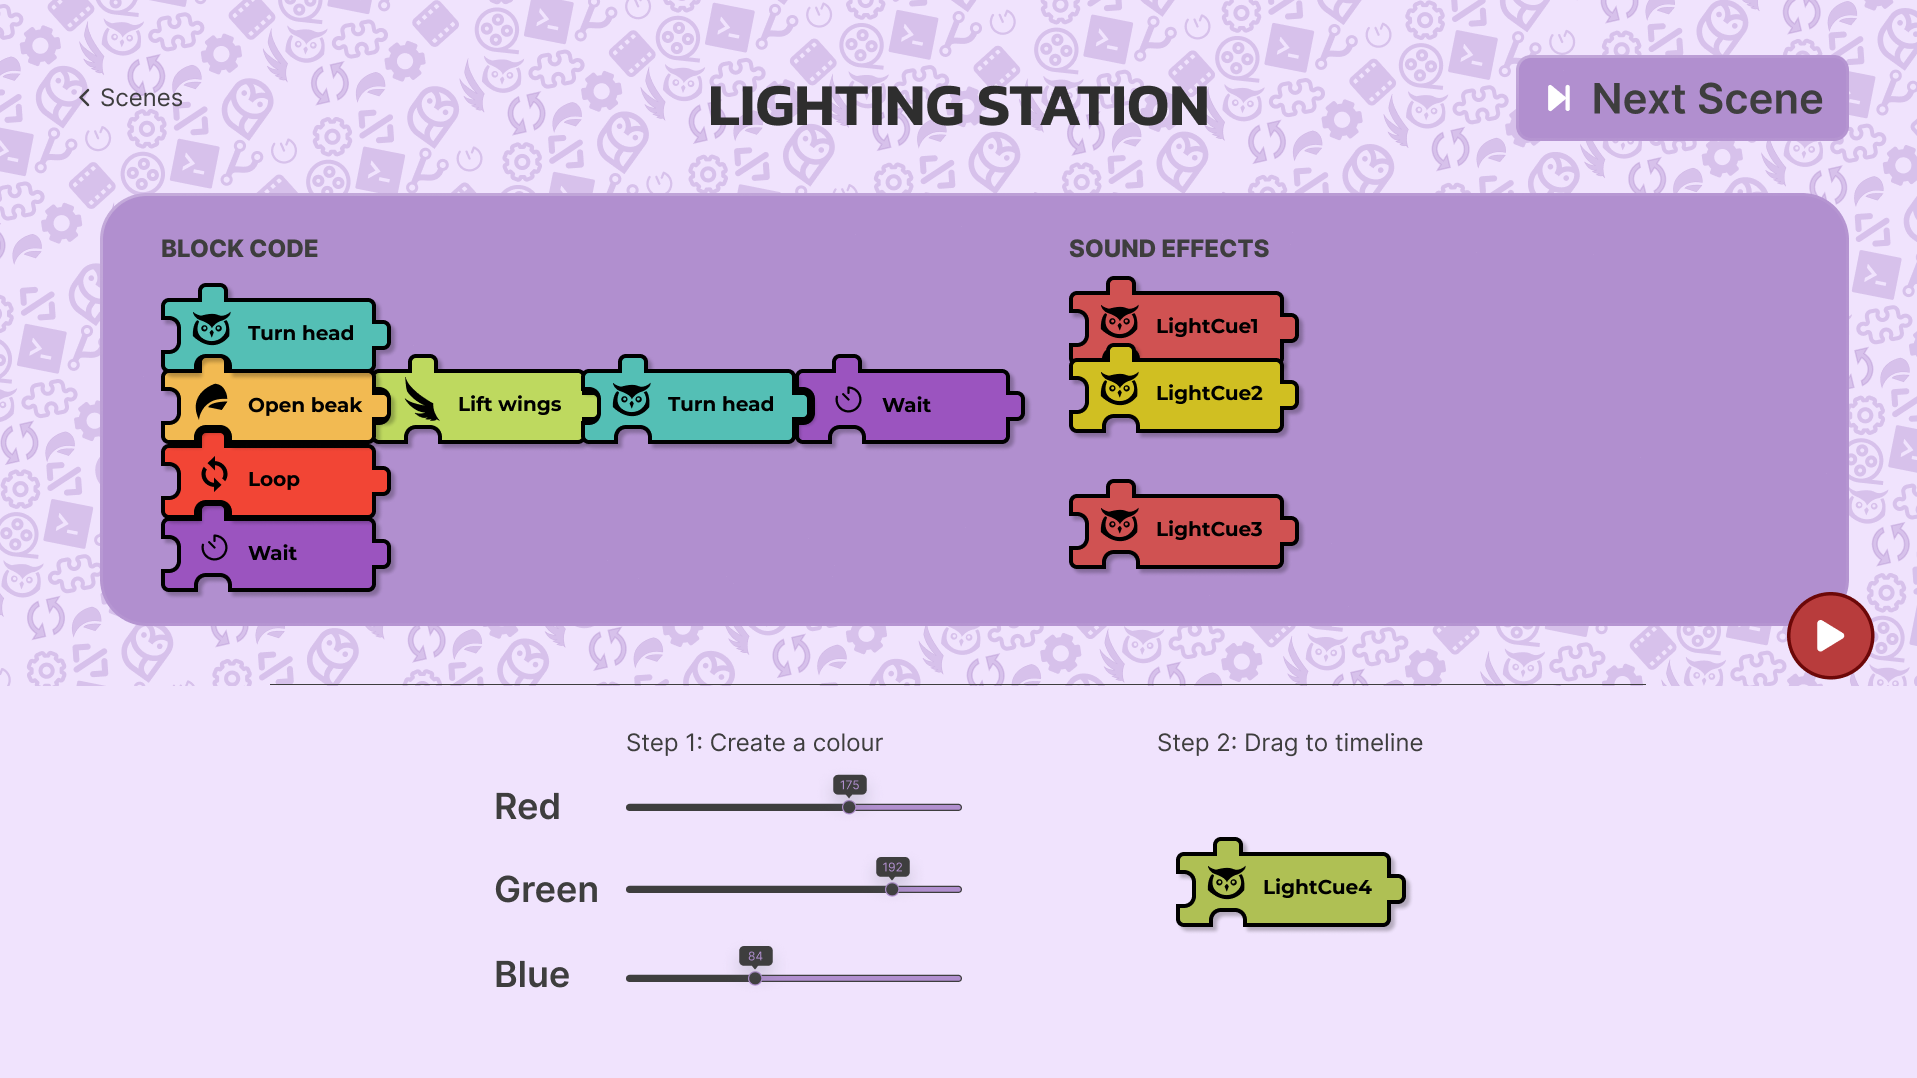 Scenes
LIGHTING STATION
Next Scene
BLOCK CODE
Turn head
Open beak
Lift wings
Turn head
Wait
Loop
Wait
SOUND EFFECTS
LightCue1
LightCue2
LightCue3
Step 1: Create a colour
Red
175
Green
192
Blue
84
Step 2: Drag to timeline
LightCue4